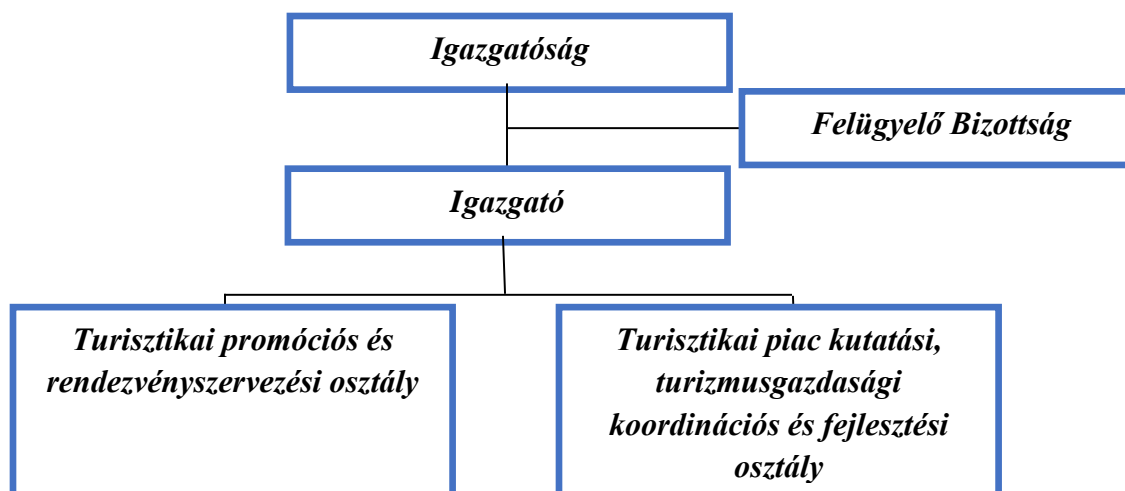 Igazgatóság
Felügyelő Bizottság
Igazgató
Turisztikai promóciós és
rendezvényszervezési osztály
Turisztikai piac kutatási,
turizmusgazdasági
koordinációs és fejlesztési
osztály